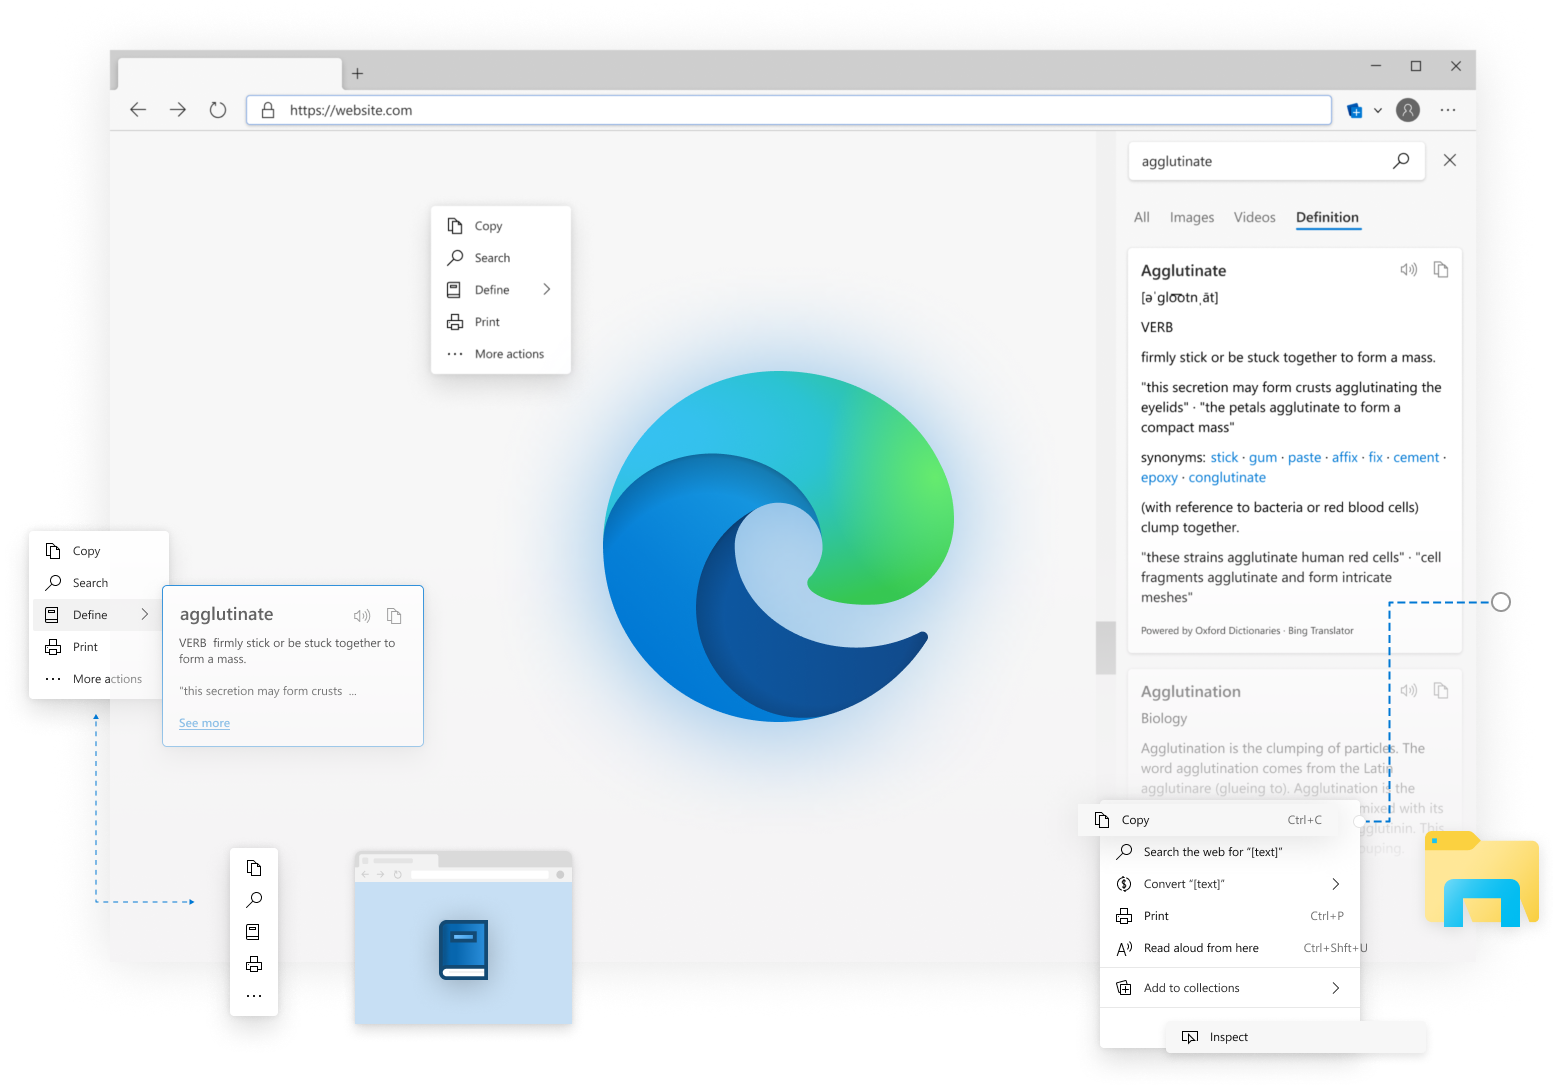 https://website.com
agglutinate
All Images Videos Definition
Copy
Search
Define
Print
More actions
Agglutinate
[əˈglo͞otnˌāt]
VERB
firmly stick or be stuck together to form a mass.
"this secretion may form crusts agglutinating the
eyelids" · "the petals agglutinate to form a
compact mass"
synonyms: stick · gum · paste · affix · fix · cement ·
epoxy · conglutinate
(with reference to bacteria or red blood cells)
clump together.
"these strains agglutinate human red cells" · "cell
fragments agglutinate and form intricate
meshes"
Powered by Oxford Dictionaries · Bing Translator
Agglutination
Biology
Agglutination is the clumping of particles. The
word agglutination comes from the Latin
agglutinare (glueing to). Agglutination is the
mixed with its
gglutinin. This
ouping.
Copy
Search
Define
Print
More actions
agglutinate
VERB firmly stick or be stuck together to
form a mass.
"this secretion may form crusts ...
See more
Copy Ctrl+C
Search the web for “[text]”
Convert “[text]”
Print Ctrl+P
Read aloud from here Ctrl+Shft+U
Add to collections
Inspect